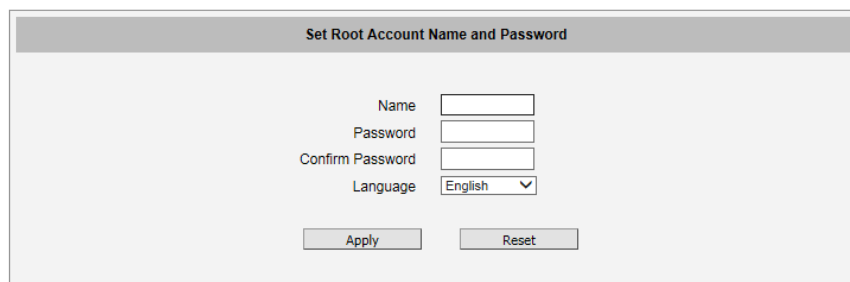 Set Root Account Name and Password
Name
Password
Confirm Password
Language English
Apply Reset